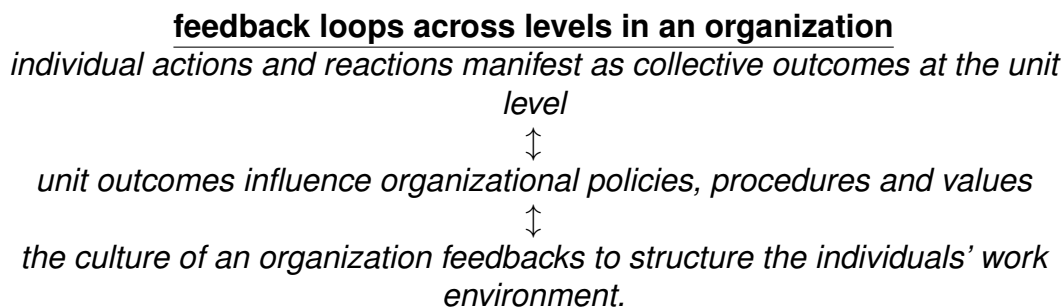 feedback loops across levels in an organization
individual actions and reactions manifest as collective outcomes at the unit
level
↕
unit outcomes influence organizational policies, procedures and values
↕
the culture of an organization feedbacks to structure the individuals' work
environment.